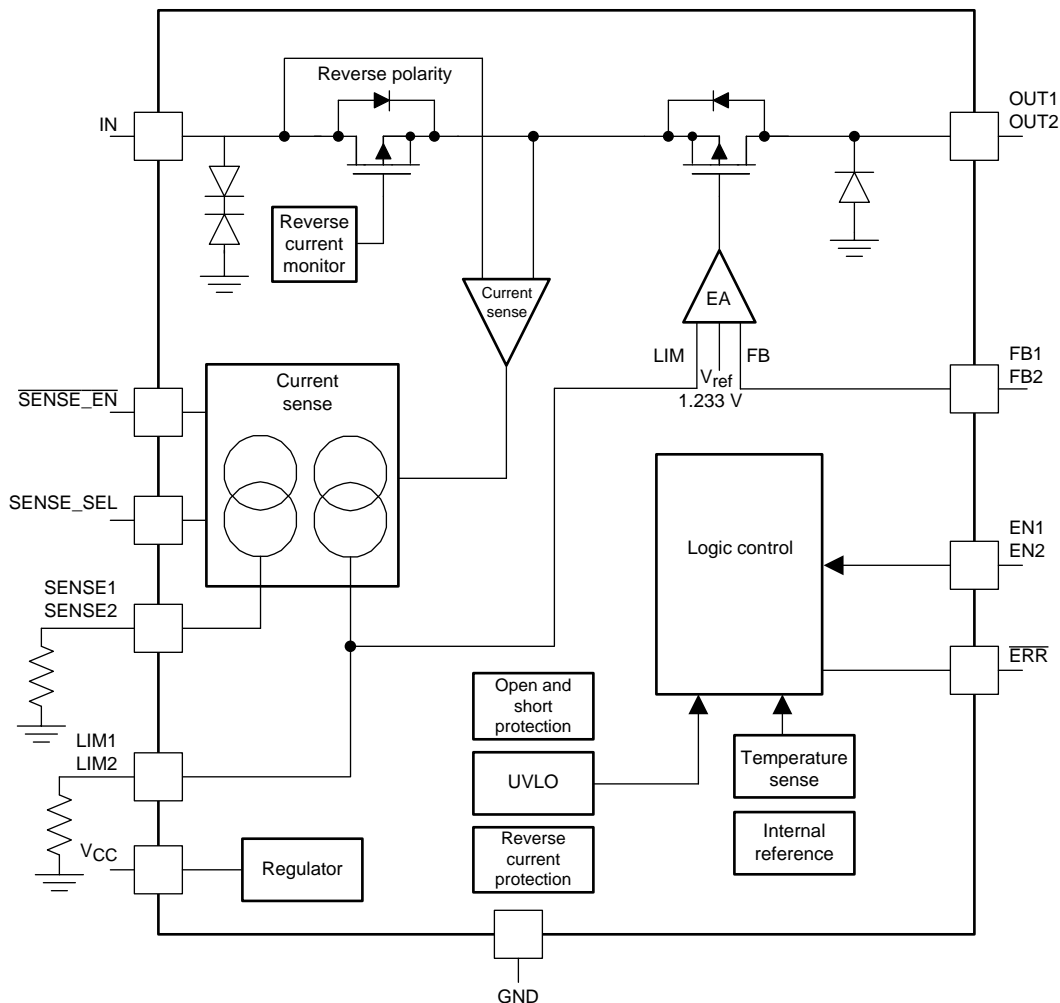 Reverse polarity
IN
OUT1
OUT2
Reverse
current
monitor
Current
sense
EA
LIM
FB
Vref
1.233 V
FB1
FB2
SENSE_EN
Current
sense
SENSE_SEL
Logic control
EN1
EN2
SENSE1
SENSE2
ERR
Open and
short
protection
LIM1
LIM2
UVLO
Temperature
sense
Reverse
current
protection
Internal
reference
VCC
Regulator
GND